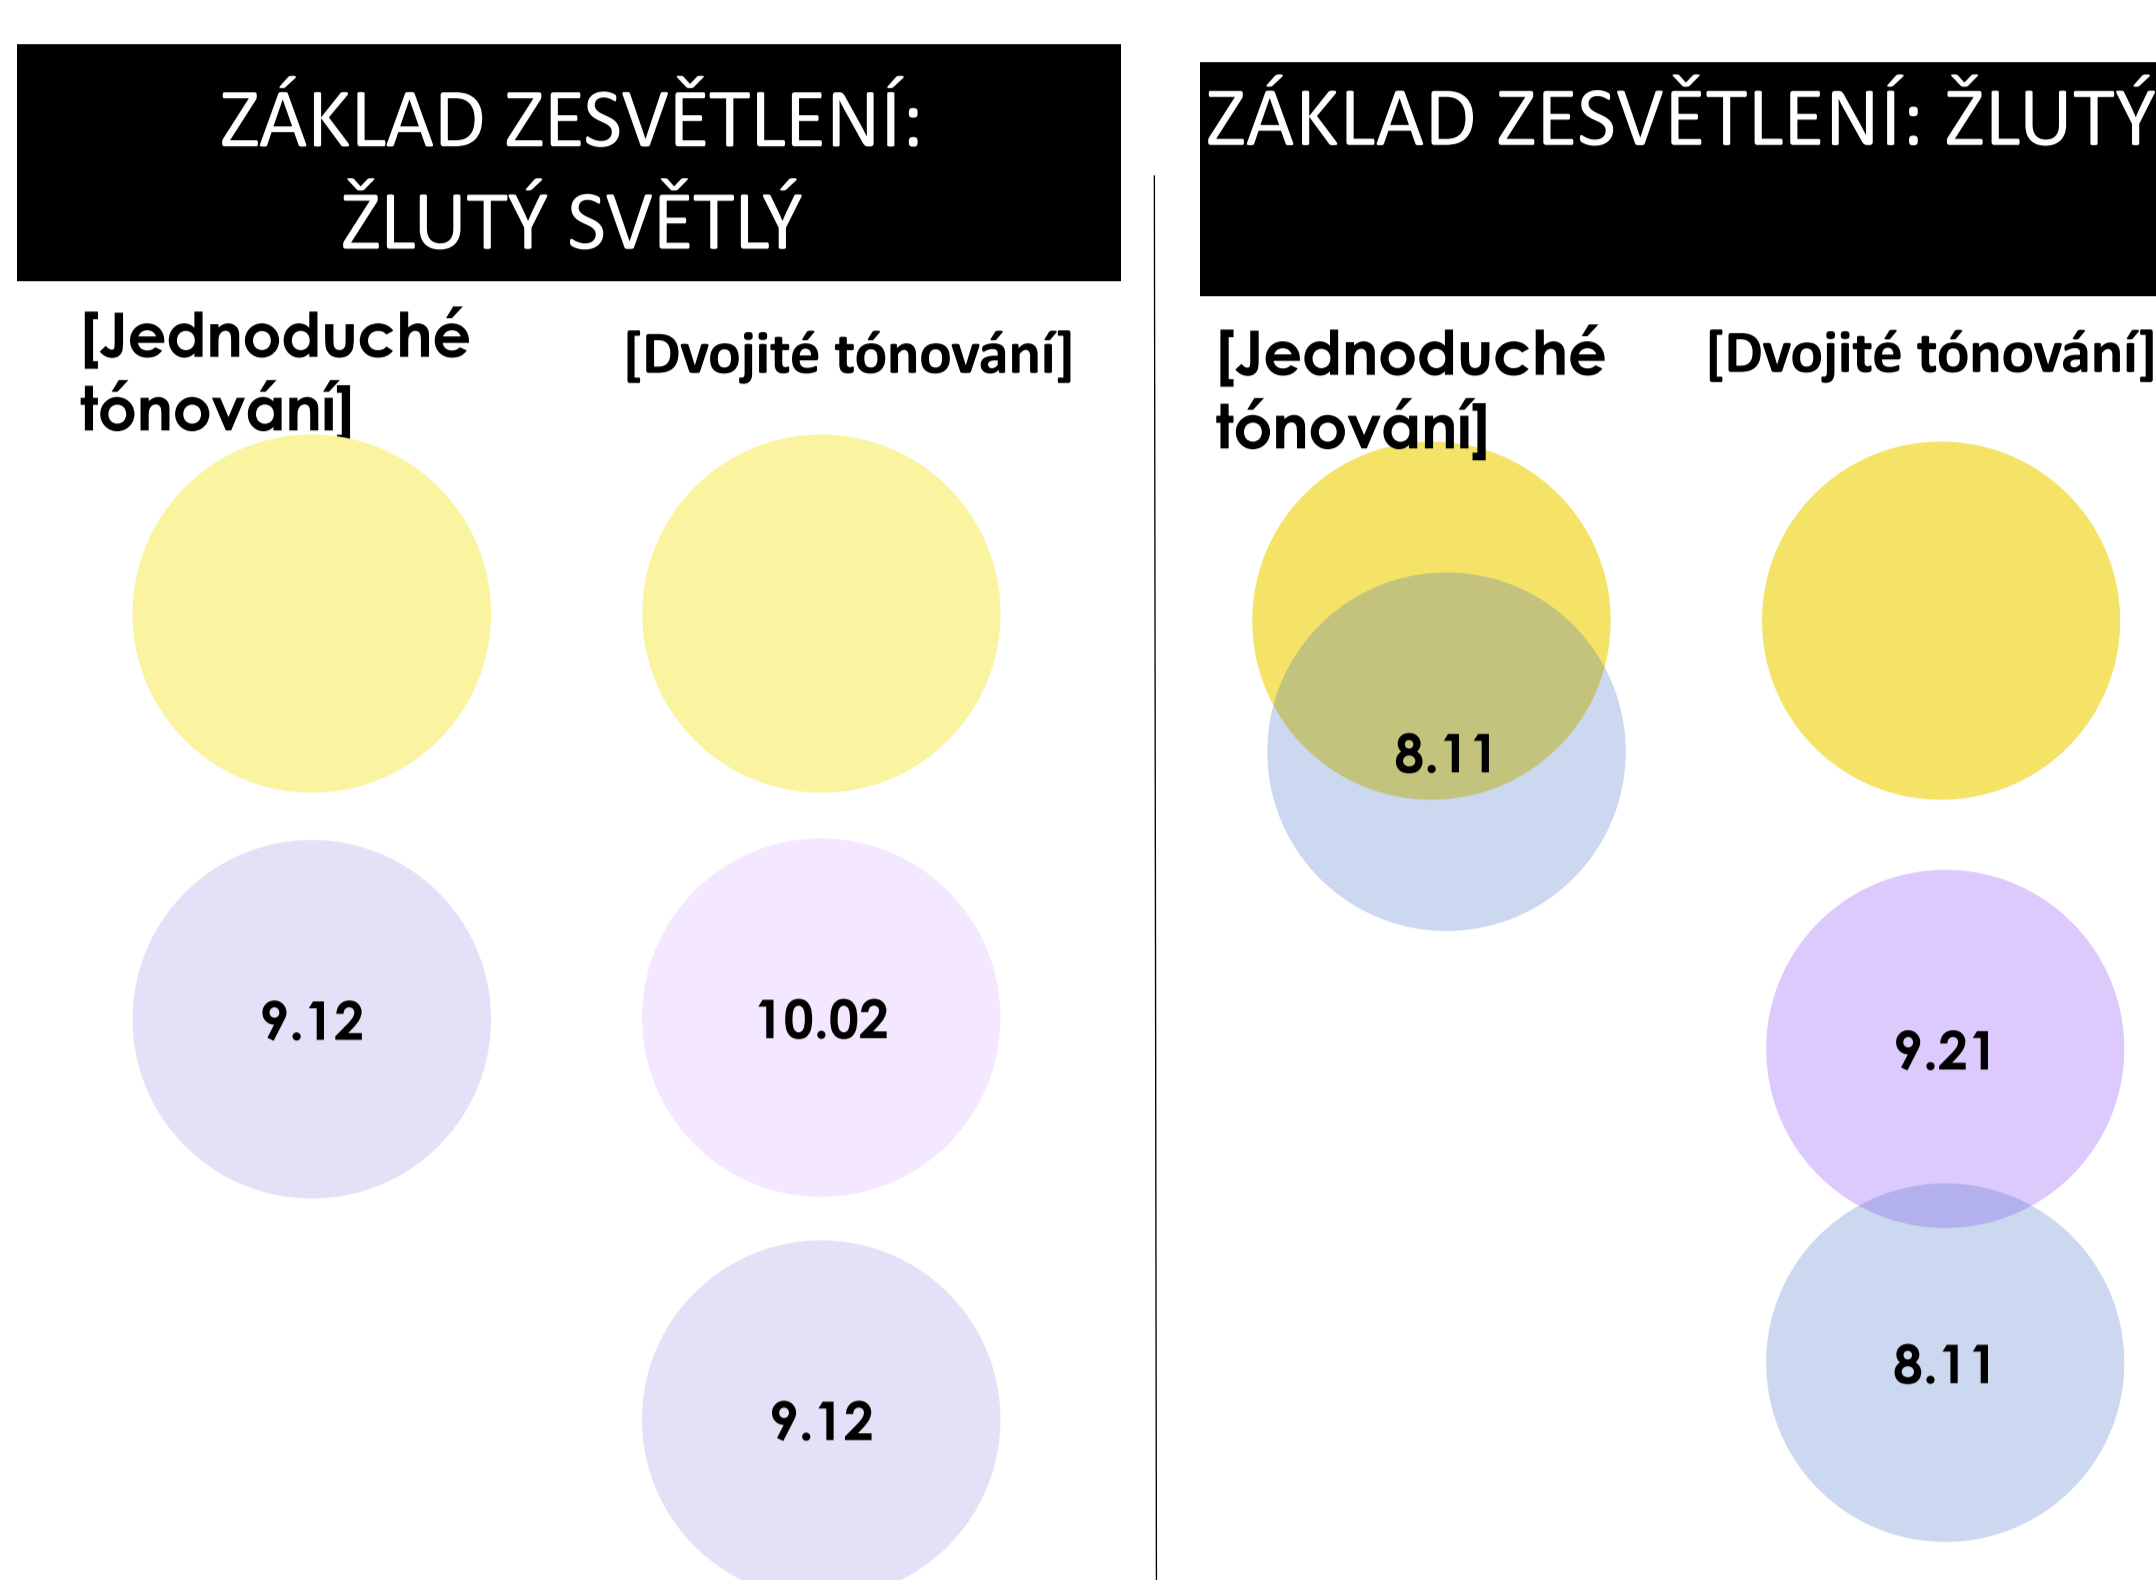 ZÁKLAD ZESVĚTLENÍ:
ŽLUTÝ SVĚTLÝ
[Jednoduché
tónování]
[Dvojité tónování]
9.12
10.02
9.12
ZÁKLAD ZESVĚTLENÍ: ŽLUTÝ
[Jednoduché
tónování]
[Dvojité tónování]
8.11
9.21
8.11